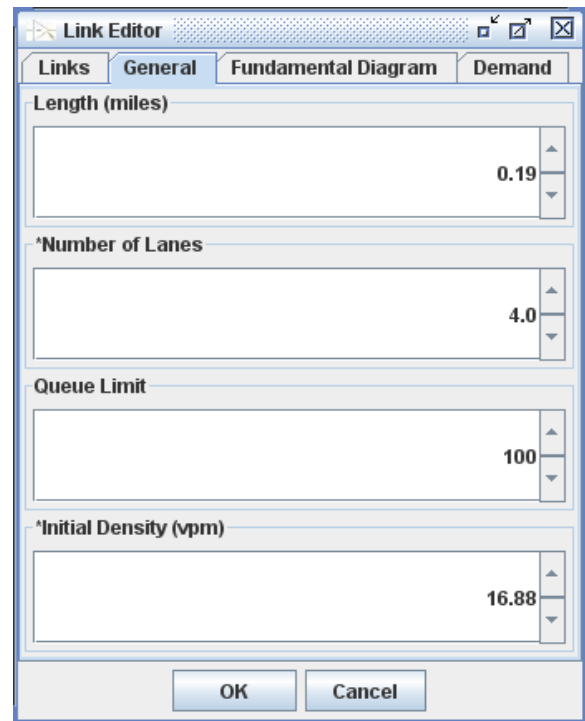 Link Editor
Links General Fundamental Diagram Demand
Length (miles)
0.19
*Number of Lanes
4.0
Queue Limit
100
*Initial Density (vpm)
16.88
OK Cancel